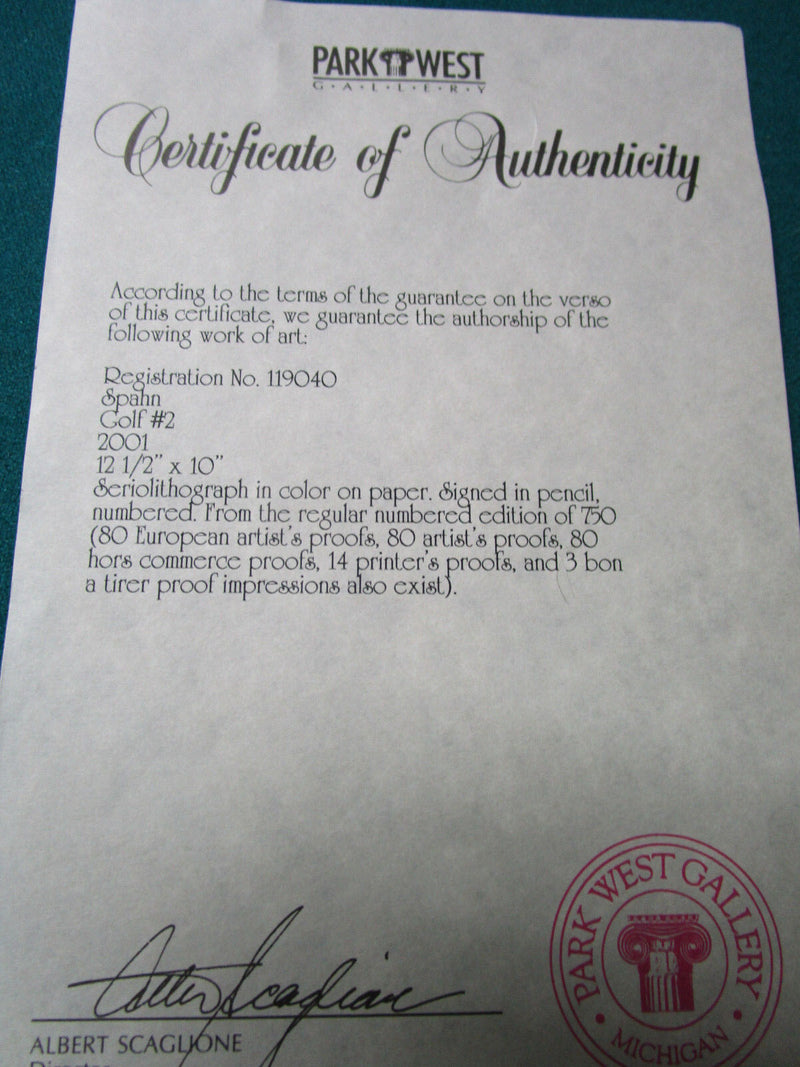 PARK WEST
G·A·L·L·E·R·Y
Certificate of Authenticity
According to the terms of the guarantee on the verso
of this certificate, we guarantee the authorship of the
following work of art:
Registration No. 119040
Spahn
Golf #2
2001
12 1/2” x 10”
Seriolithograph in color on paper. Signed in pencil,
numbered. From the regular numbered edition of 750
(80 European artist's proofs, 80 artist's proofs, 80
hors commerce proofs, 14 printer's proofs, and 3 bon
a tirer proof impressions also exist).
PARK WEST GALLERY
• MICHIGAN •
ALBERT SCAGLIONE
Director